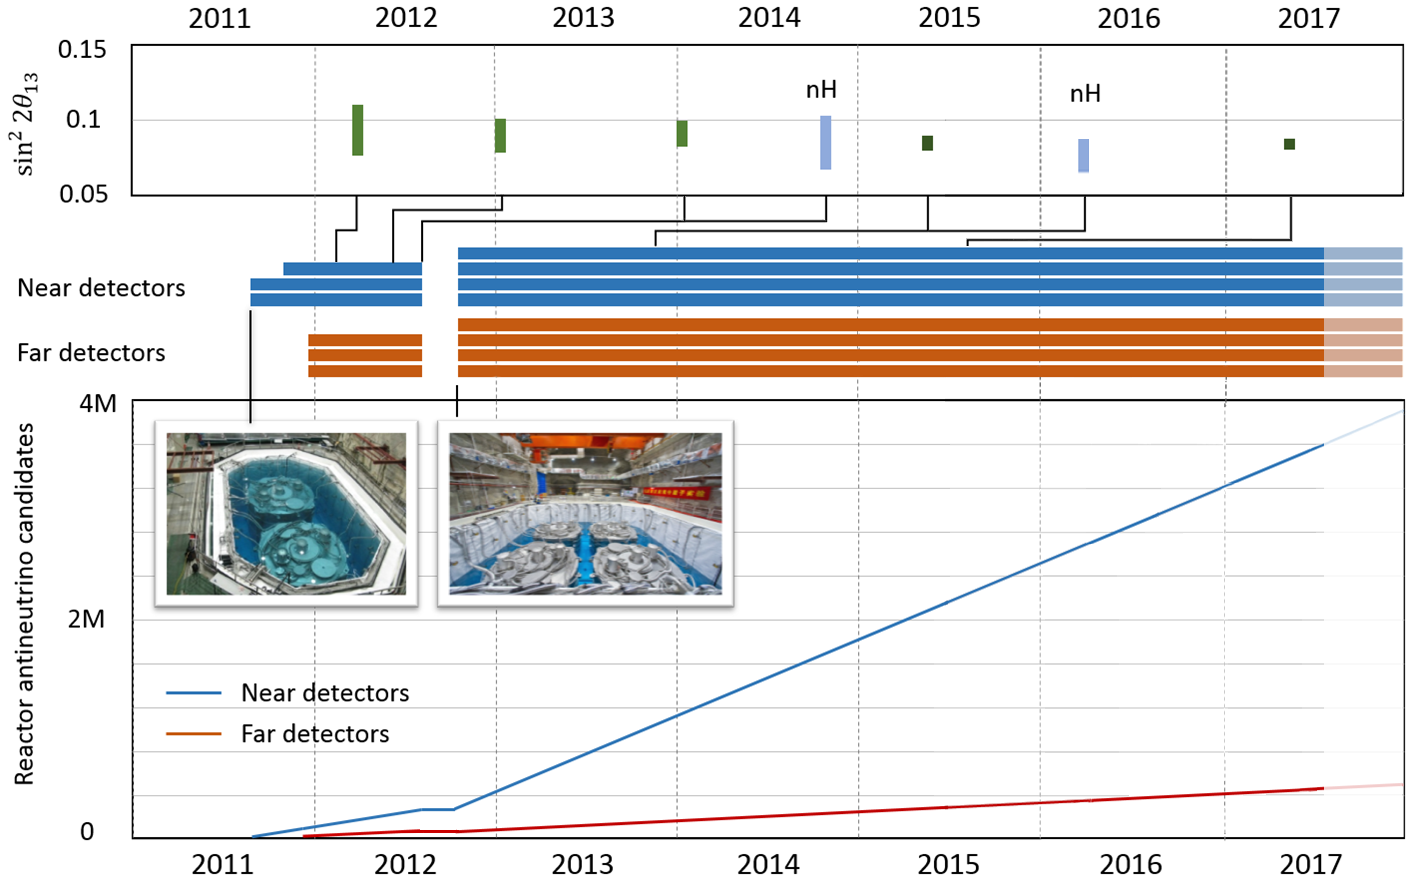 2011 2012 2013 2014 2015 2016 2017
0.15
0.1
0.05
sin² 2θ₁₃
nH
nH
Near detectors
Far detectors
4M
2M
0
Reactor antineutrino candidates
Near detectors
Far detectors
2011 2012 2013 2014 2015 2016 2017